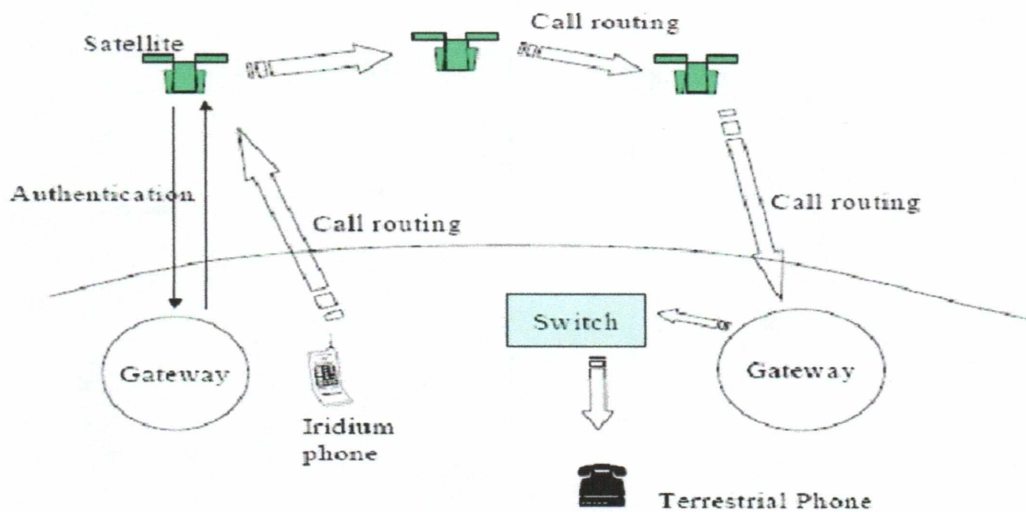 Call routing
Satellite
Authentication
Call routing
Call routing
Switch
Gateway
Gateway
Iridium
phone
Terrestrial Phone